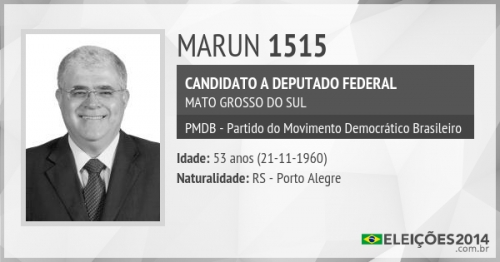 MARUN 1515
CANDIDATO A DEPUTADO FEDERAL
MATO GROSSO DO SUL
PMDB - Partido do Movimento Democrático Brasileiro
Idade: 53 anos (21-11-1960)
Naturalidade: RS - Porto Alegre
ELEIÇÕES2014
.com.br